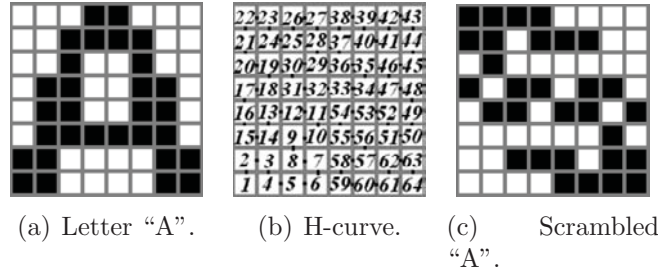 22 23 26 27 38 39 42 43
21 24 25 28 37 40 41 44
20 19 30 29 36 35 46 45
17 18 31 32 33 34 47 48
16 13 12 11 54 53 52 49
15 14 9 10 55 56 51 50
2 3 8 7 58 57 62 63
1 4 5 6 59 60 61 64
(a) Letter “A”.
(b) H-curve.
(c) Scrambled
“A”.